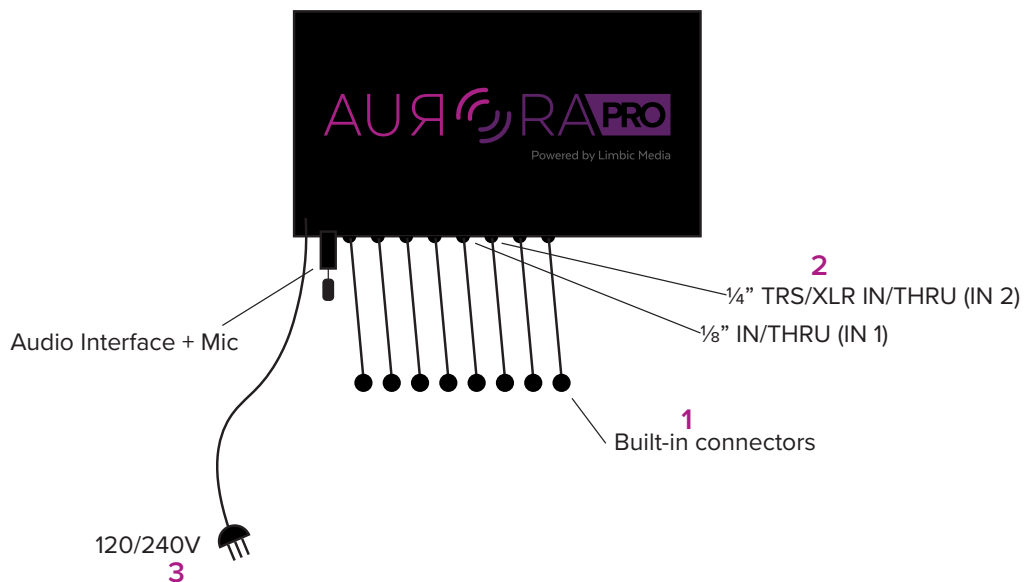 AUЯORA PRO
Powered by Limbic Media
2
¼” TRS/XLR IN/THRU (IN 2)
⅛” IN/THRU (IN 1)
Audio Interface + Mic
1
Built-in connectors
120/240V
3